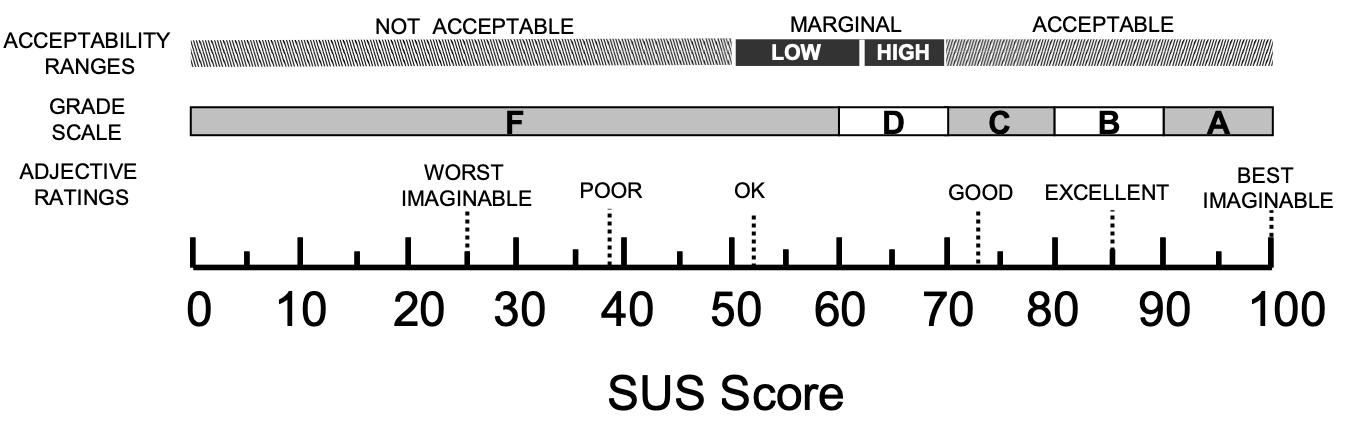 NOT ACCEPTABLE
MARGINAL
ACCEPTABLE
ACCEPTABILITY
RANGES
LOW
HIGH
GRADE
SCALE
F
D
C
B
A
ADJECTIVE
RATINGS
WORST
IMAGINABLE
POOR
OK
GOOD
EXCELLENT
BEST
IMAGINABLE
0 10 20 30 40 50 60 70 80 90 100
SUS Score